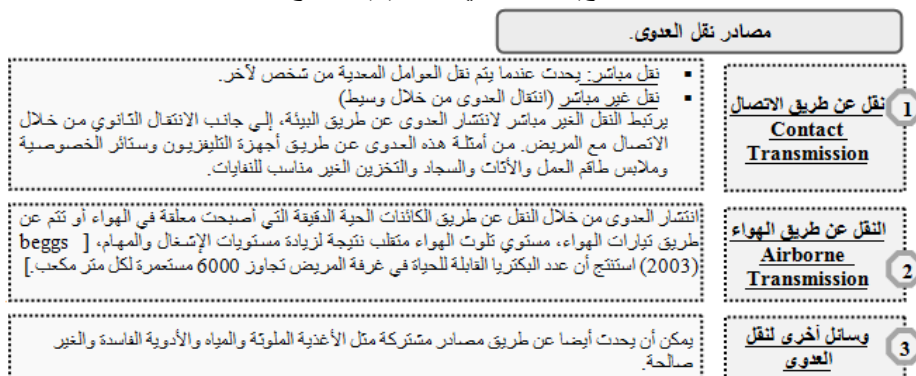 مصادر نقل العدوى.
1
نقل عن طريق الاتصال
Contact
Transmission
▪ نقل مباشر: يحدث عندما يتم نقل العوامل المعدية من شخص لآخر.
▪ نقل غير مباشر (انتقال العدوى من خلال وسيط)
يرتبط النقل الغير مباشر لانتشار العدوى عن طريق البيئة، إلي جانب الانتقال الثانوي من خلال
الاتصال مع المريض. من أمثلة هذه العدوى عن طريق أجهزة التليفزيون وستائر الخصوصية
وملابس طاقم العمل والأثاث والسجاد والتخزين الغير مناسب للنفايات.
2
النقل عن طريق الهواء
Airborne
Transmission
انتشار العدوى من خلال النقل عن طريق الكائنات الحية الدقيقة التي أصبحت معلقة في الهواء أو تتم عن
طريق تيارات الهواء، مستوي تلوث الهواء متقلب نتيجة لزيادة مستويات الإشغال والمهام، [ beggs
(2003) استنتج أن عدد البكتريا القابلة للحياة في غرفة المريض تجاوز 6000 مستعمرة لكل متر مكعب.]
3
وسائل أخرى لنقل
العدوى
يمكن أن يحدث أيضا عن طريق مصادر مشتركة مثل الأغذية الملوثة والمياه والأدوية الفاسدة والغير
صالحة.